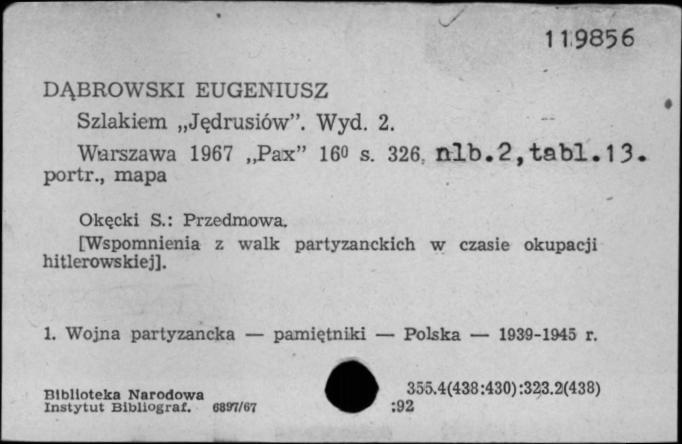 119856
DĄBROWSKI EUGENIUSZ
Szlakiem „Jędrusiów”. Wyd. 2.
Warszawa 1967 „Pax” 16⁰ s. 326, nlb.2,tabl.13.
portr., mapa
Okęcki S.: Przedmowa.
[Wspomnienia z walk partyzanckich w czasie okupacji
hitlerowskiej].
1. Wojna partyzancka — pamiętniki — Polska — 1939-1945 r.
Biblioteka Narodowa 355.4(438:430):323.2(438)
Instytut Bibliograf. 6897/67 :92